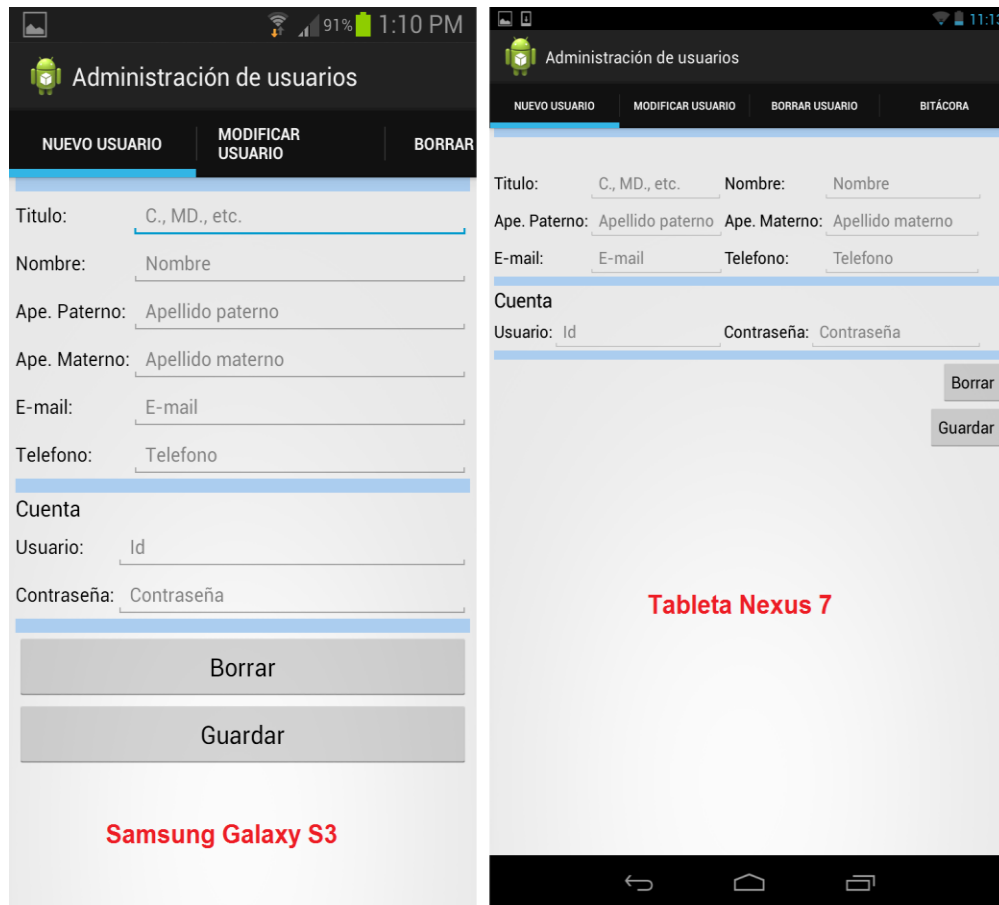 91% 1:10 PM
Administración de usuarios
NUEVO USUARIO
MODIFICAR
USUARIO
BORRAR
Titulo: C., MD., etc.
Nombre: Nombre
Ape. Paterno: Apellido paterno
Ape. Materno: Apellido materno
E-mail: E-mail
Telefono: Telefono
Cuenta
Usuario: Id
Contraseña: Contraseña
Borrar
Guardar
Samsung Galaxy S3
11:13
Administración de usuarios
NUEVO USUARIO MODIFICAR USUARIO BORRAR USUARIO BITÁCORA
Titulo: C., MD., etc. Nombre: Nombre
Ape. Paterno: Apellido paterno Ape. Materno: Apellido materno
E-mail: E-mail Telefono: Telefono
Cuenta
Usuario: Id Contraseña: Contraseña
Borrar
Guardar
Tableta Nexus 7